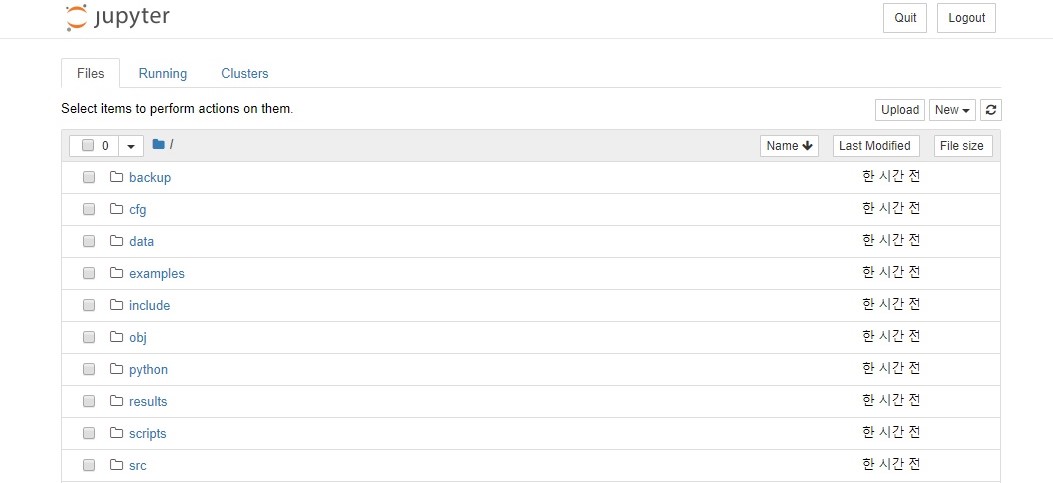 jupyter Quit Logout
Files Running Clusters
Select items to perform actions on them. Upload New
0 / Name Last Modified File size
backup 한 시간 전
cfg 한 시간 전
data 한 시간 전
examples 한 시간 전
include 한 시간 전
obj 한 시간 전
python 한 시간 전
results 한 시간 전
scripts 한 시간 전
src 한 시간 전